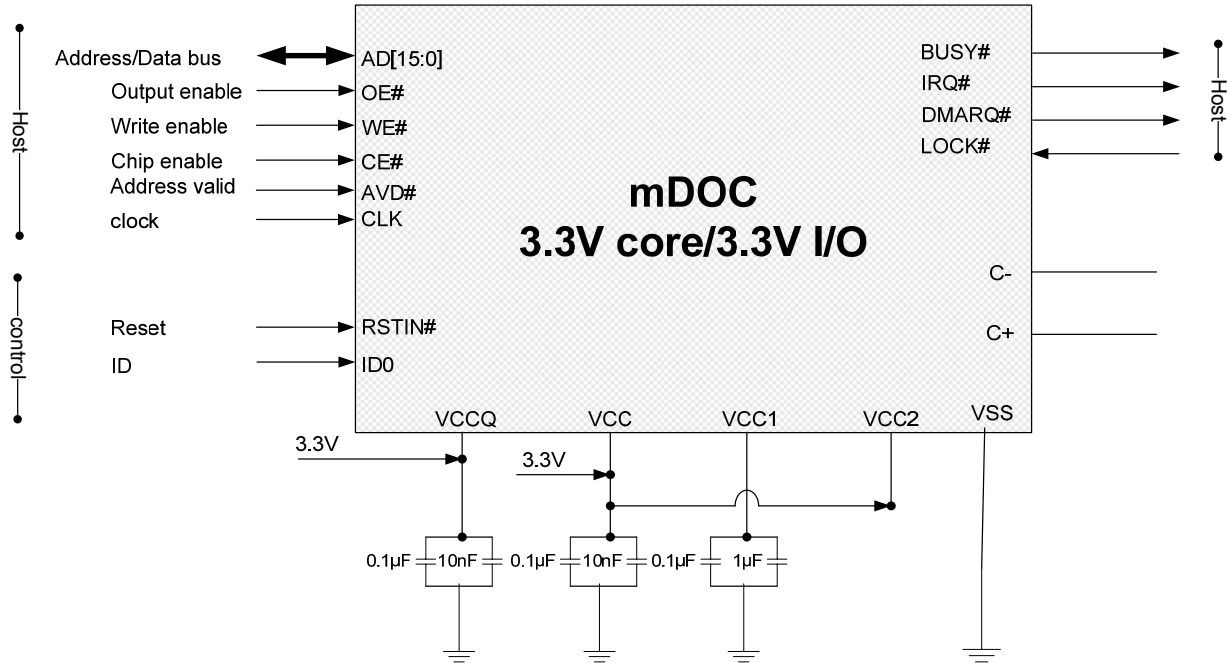 Host
Address/Data bus
Output enable
Write enable
Chip enable
Address valid
clock
control
Reset
ID
AD[15:0]
OE#
WE#
CE#
AVD#
CLK
RSTIN#
ID0
mDOC
3.3V core/3.3V I/O
BUSY#
IRQ#
DMARQ#
LOCK#
Host
C-
C+
VCCQ
VCC
VCC1
VCC2
VSS
3.3V
3.3V
0.1µF
10nF
0.1µF
10nF
0.1µF
1µF